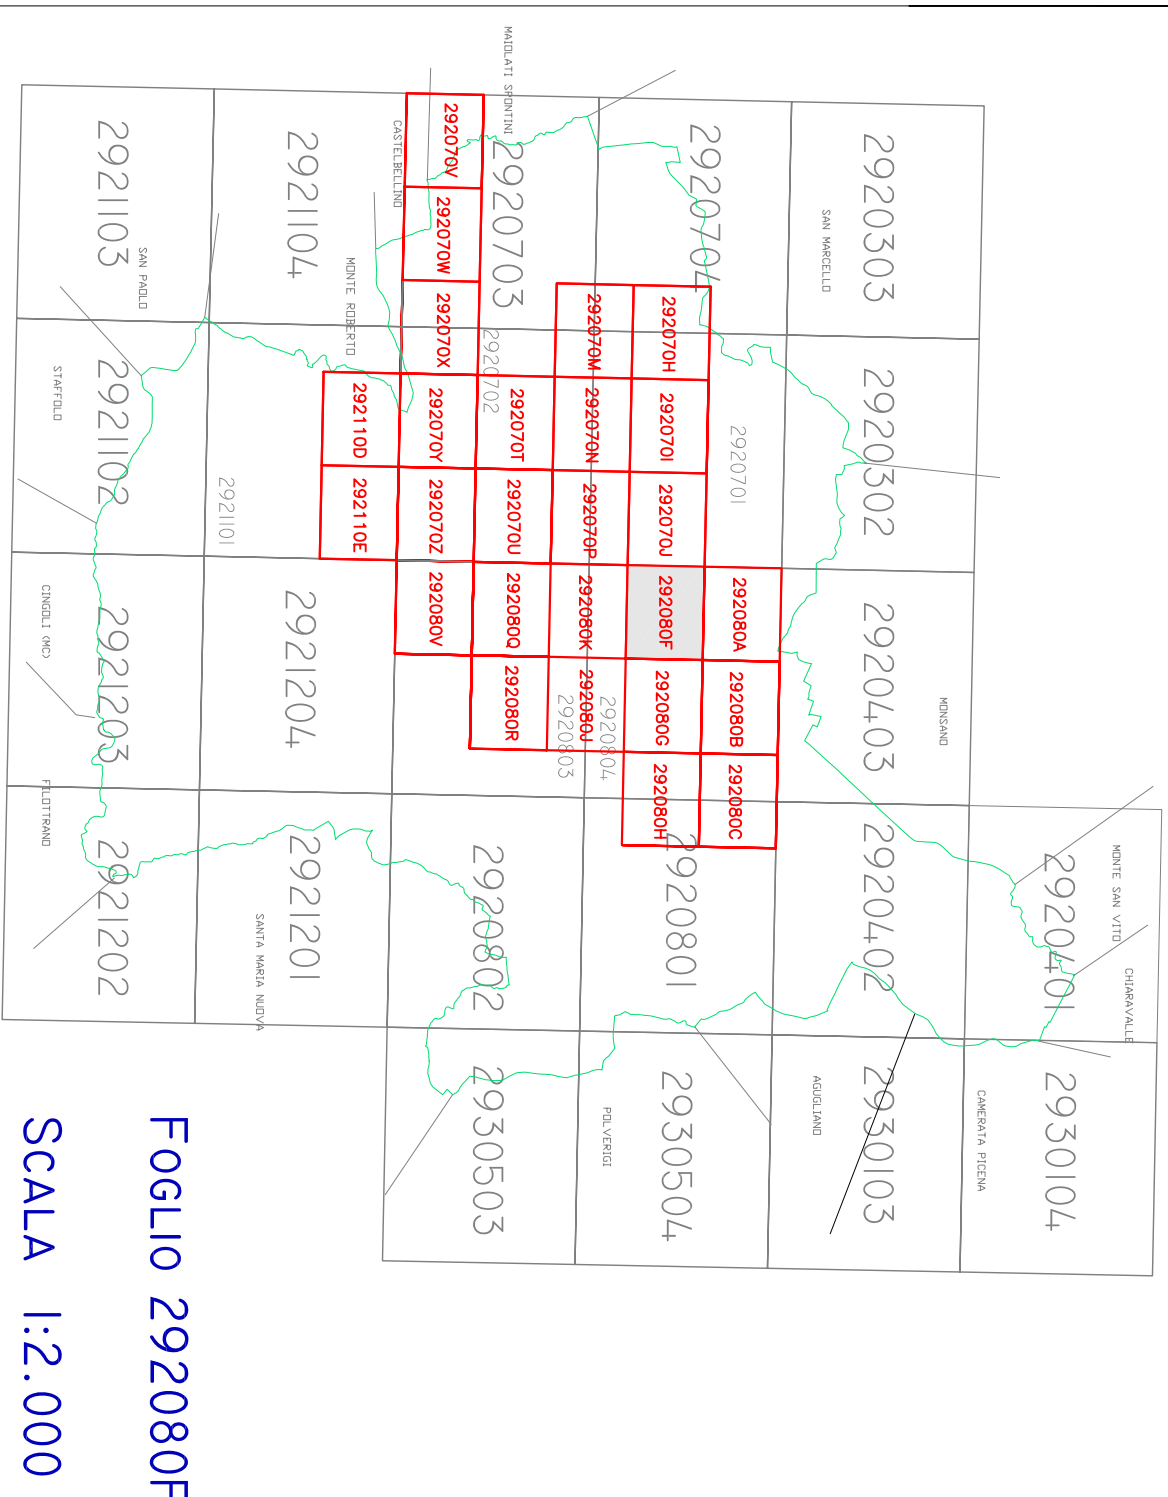 MONTE SAN VITO
CHIARAVALLE
2920401
2930104
CAMERATA PICENA
MONSANO
2920303
2920302
2920403
2920402
2930103
SAN MARCELLO
AGUGLIANO
292080A
292080B
292080C
2920701
2920704
292070H
292070I
292070J
292080F
292080G
292080H
2920801
2930504
2920804
POLVERIGI
292070M
292070N
292070P
292080K
292080J
2920803
MAIOLATI SPONTINI
2920703
292070T
292070U
292080Q
292080R
2920802
2930503
2920702
292070V
292070W
292070X
292070Y
292070Z
292080V
CASTELBELLINO
MONTE ROBERTO
292110D
292110E
2921104
2921204
2921201
SANTA MARIA NUOVA
2921101
SAN PAOLO
2921103
2921102
2921203
2921202
STAFFOLO
CINGOLI (MC)
FILOTTRANO
FOGLIO 292080F
SCALA 1:2.000